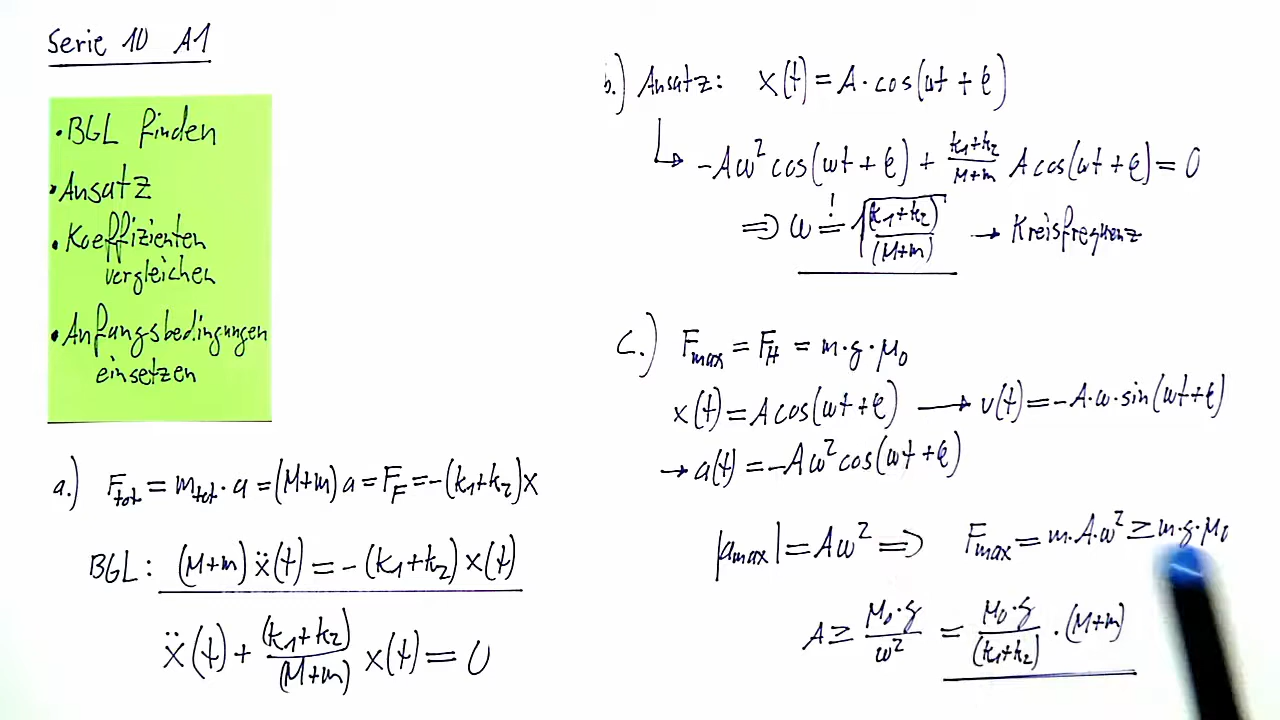 Serie 10 A1
• BGL finden
• Ansatz
• Koeffizienten
vergleichen
• Anfangsbedingungen
einsetzen
a.) F_tot = m_tot · a = (M+m) a = F_F = -(k₁+k₂)x
BGL: (M+m) ẍ(t) = -(k₁+k₂) x(t)
ẍ(t) + (k₁+k₂)/(M+m) x(t) = 0
b.) Ansatz: x(t) = A · cos(ωt + φ)
↳ -Aω² cos(ωt + φ) + (k₁+k₂)/(M+m) A cos(ωt + φ) = 0
⇒ ω =! √((k₁+k₂)/(M+m)) → Kreisfrequenz
c.) F_max = F_H = m·g·μ₀
x(t) = A cos(ωt + φ) → v(t) = -A·ω·sin(ωt + φ)
→ a(t) = -Aω² cos(ωt + φ)
|a_max| = Aω² ⇒ F_max = m·A·ω² ≥ m·g·μ₀
A ≥ μ₀·g/ω² = μ₀·g/(k₁+k₂) · (M+m)